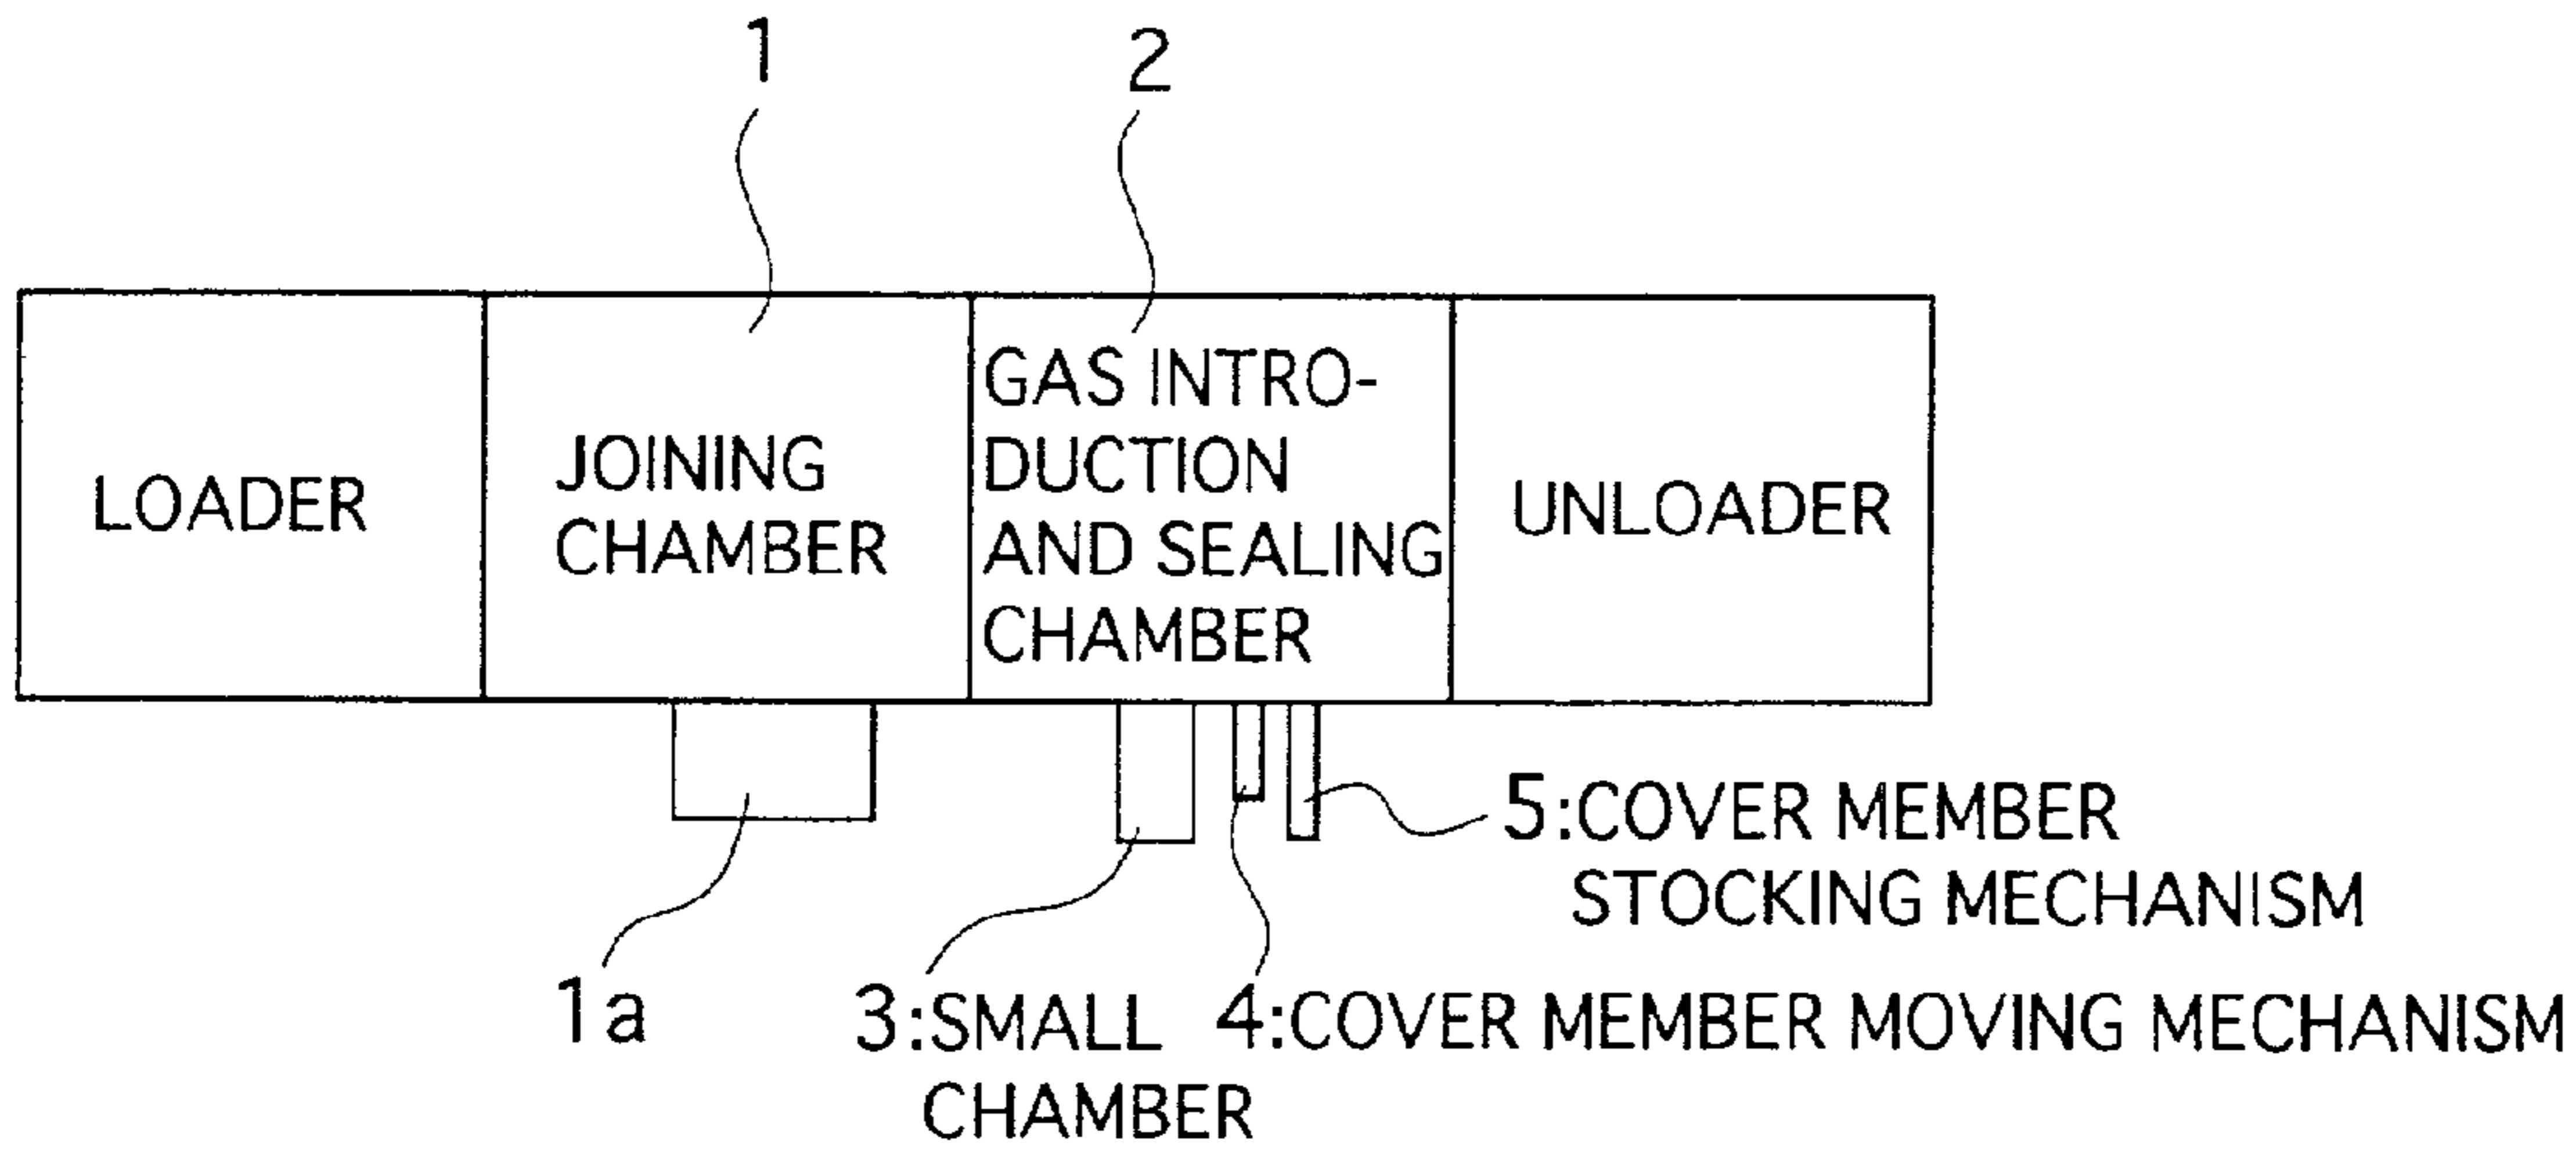 1
2
LOADER
JOINING
CHAMBER
GAS INTRO-
DUCTION
AND SEALING
CHAMBER
UNLOADER
5:COVER MEMBER
STOCKING MECHANISM
1a
3:SMALL
CHAMBER
4:COVER MEMBER MOVING MECHANISM